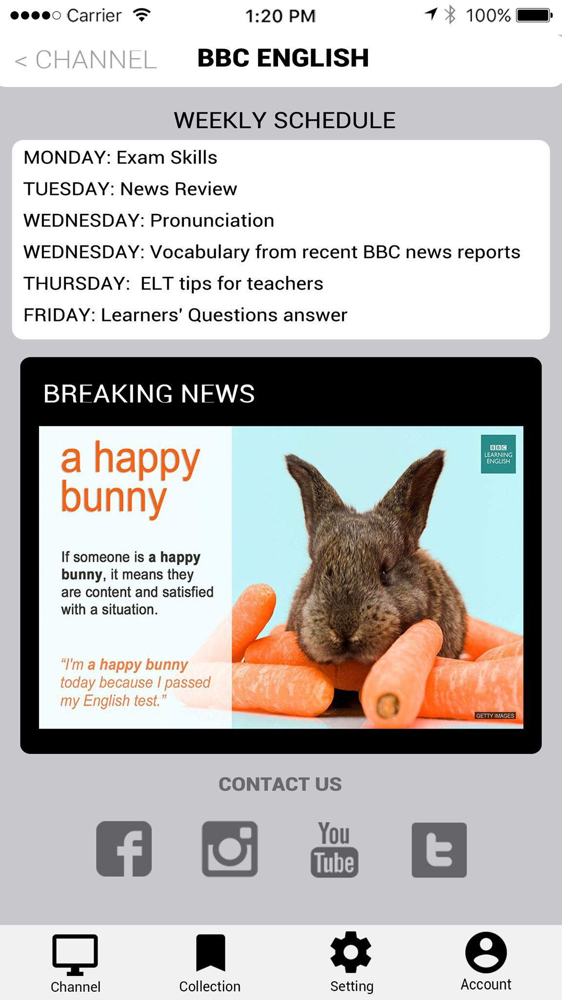 Carrier 1:20 PM 100%
< CHANNEL BBC ENGLISH
WEEKLY SCHEDULE
MONDAY: Exam Skills
TUESDAY: News Review
WEDNESDAY: Pronunciation
WEDNESDAY: Vocabulary from recent BBC news reports
THURSDAY:  ELT tips for teachers
FRIDAY: Learners' Questions answer
BREAKING NEWS
a happy
bunny
BBC
LEARNING
ENGLISH
If someone is a happy
bunny, it means they
are content and satisfied
with a situation.
“I'm a happy bunny
today because I passed
my English test.”
GETTY IMAGES
CONTACT US
You
Tube
Channel Collection Setting Account